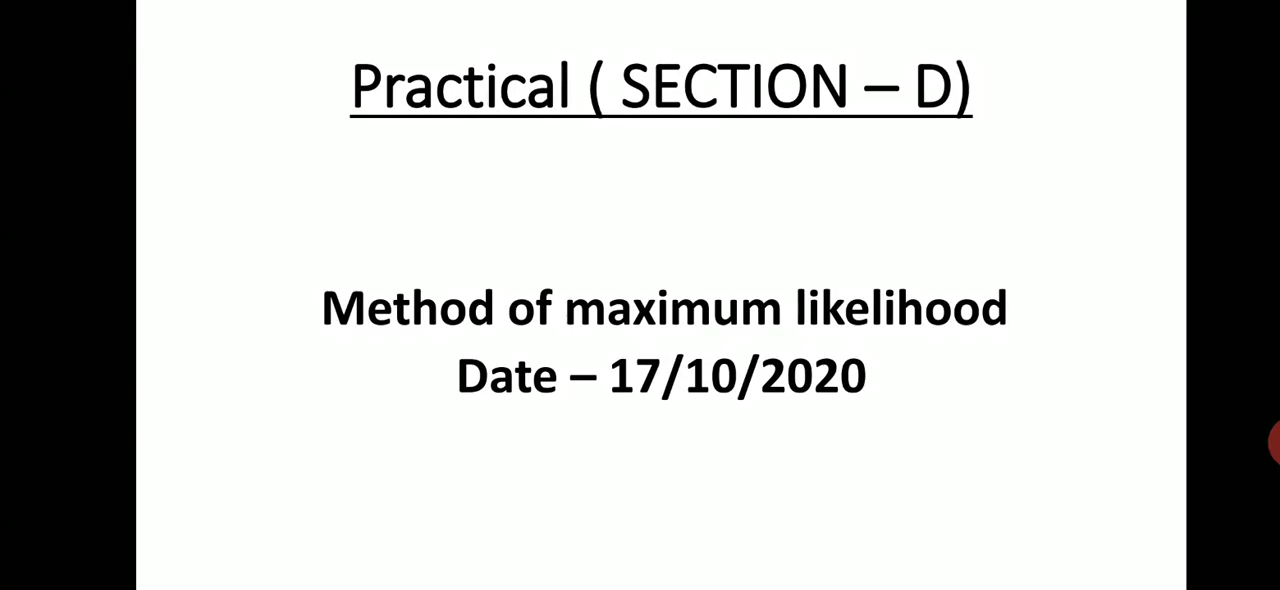 Practical ( SECTION – D)
Method of maximum likelihood
Date – 17/10/2020